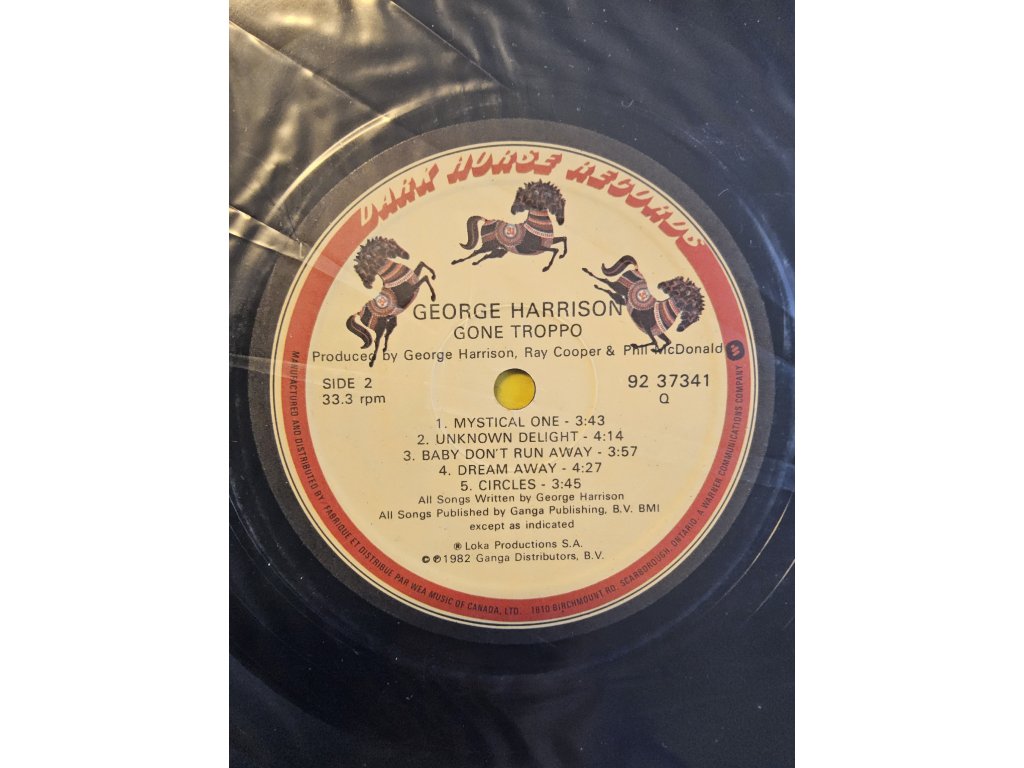 DARK HORSE RECORDS
GEORGE HARRISON
GONE TROPPO
Produced by George Harrison, Ray Cooper & Phil McDonald
SIDE 2
33.3 rpm
92 37341
Q
1. MYSTICAL ONE - 3:43
2. UNKNOWN DELIGHT - 4:14
3. BABY DON'T RUN AWAY - 3:57
4. DREAM AWAY - 4:27
5. CIRCLES - 3:45
All Songs Written by George Harrison
All Songs Published by Ganga Publishing, B.V. BMI
except as indicated
® Loka Productions S.A.
©℗1982 Ganga Distributors, B.V.
MANUFACTURED AND DISTRIBUTED BY / FABRIQUE ET DISTRIBUE PAR WEA MUSIC OF CANADA, LTD. 1810 BIRCHMOUNT RD. SCARBOROUGH, ONTARIO. A WARNER COMMUNICATIONS COMPANY